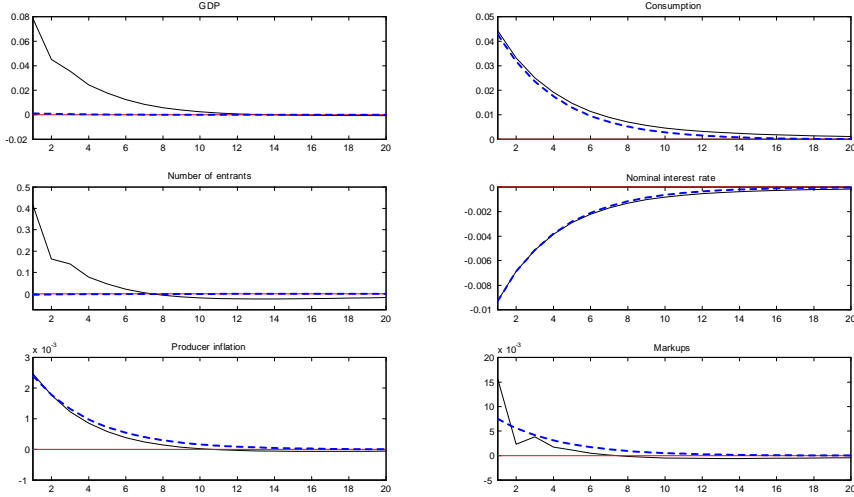 GDP
0.08
0.06
0.04
0.02
0
-0.02
2 4 6 8 10 12 14 16 18 20
Consumption
0.05
0.04
0.03
0.02
0.01
0
2 4 6 8 10 12 14 16 18 20
Number of entrants
0.5
0.4
0.3
0.2
0.1
0
2 4 6 8 10 12 14 16 18 20
Nominal interest rate
0
-0.002
-0.004
-0.006
-0.008
-0.01
2 4 6 8 10 12 14 16 18 20
Producer inflation
x 10-3
3
2
1
0
-1
2 4 6 8 10 12 14 16 18 20
Markups
x 10-3
20
15
10
5
0
-5
2 4 6 8 10 12 14 16 18 20